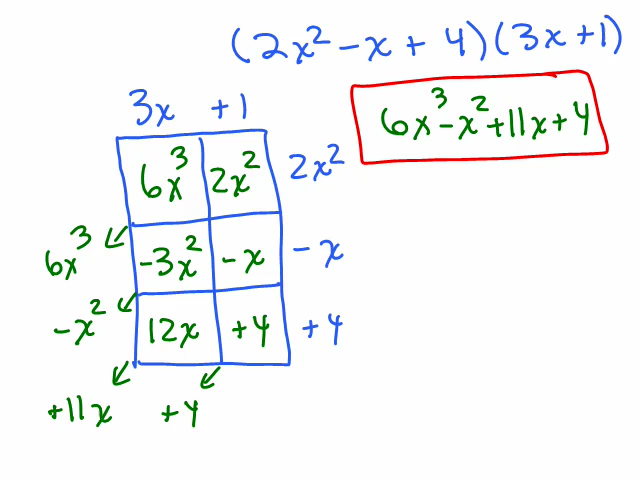 (2x² - x + 4)(3x + 1)
6x³ - x² + 11x + 4
3x +1
6x³ 2x² 2x²
6x³ -3x² -x -x
-x² 12x +4 +4
+11x +4